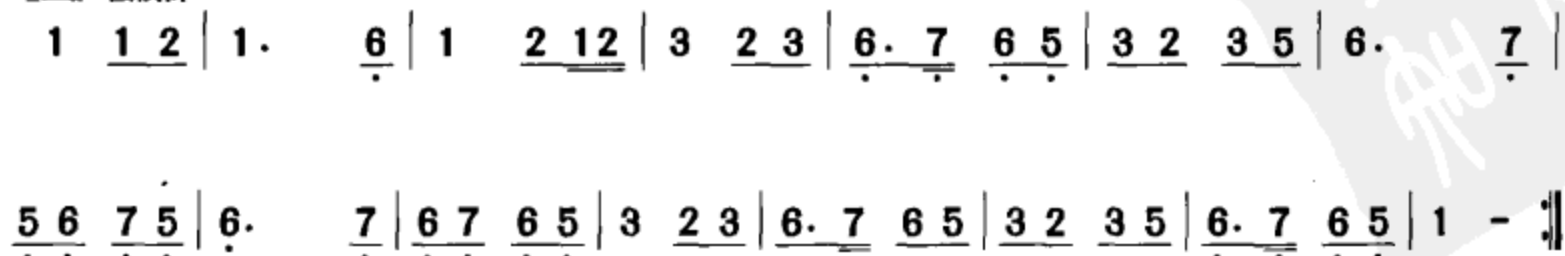 1 1 2 | 1. 6̣ | 1 2 12 | 3 2 3 | 6̣. 7̣ 6̣ 5̣ | 3 2 3 5 | 6. 7̣ |
5̣ 6̣ 7̣ 5̣ | 6̣. 7̣ | 6̣ 7̣ 6̣ 5̣ | 3 2 3 | 6. 7 6 5 | 3 2 3 5 | 6̣. 7̣ 6̣ 5̣ | 1 - :‖